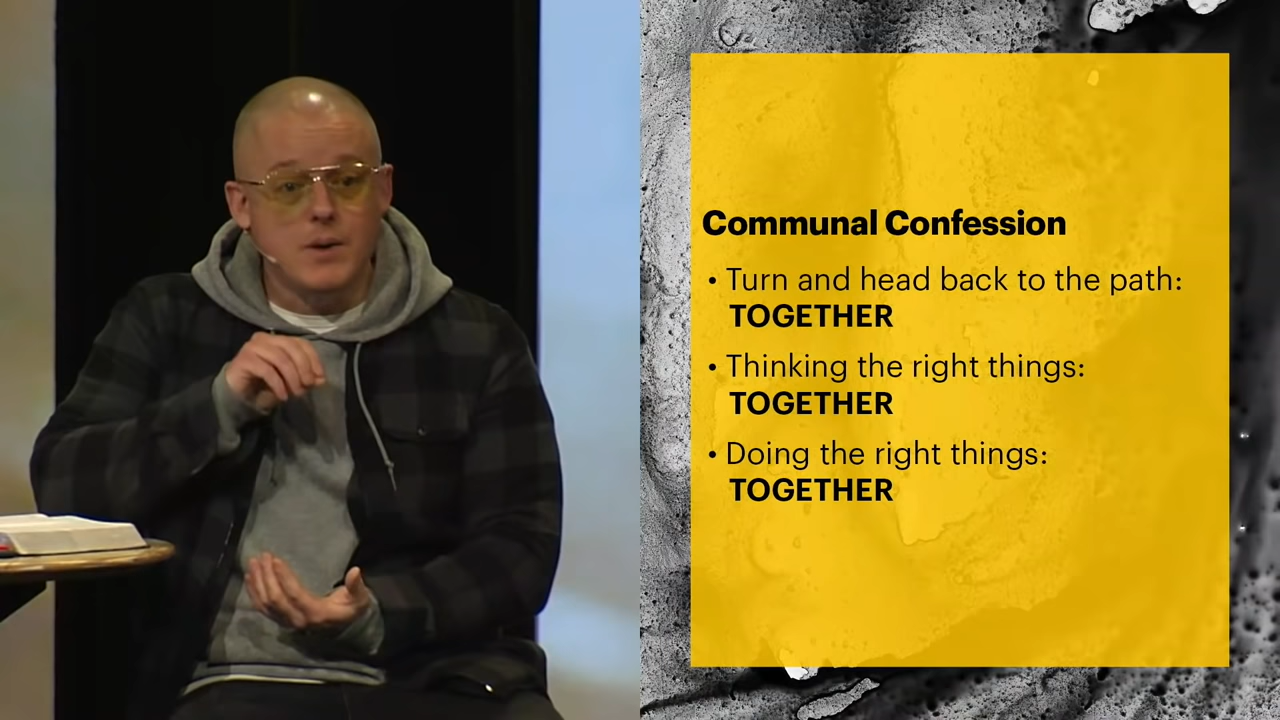 Communal Confession
• Turn and head back to the path:
TOGETHER
• Thinking the right things:
TOGETHER
• Doing the right things:
TOGETHER